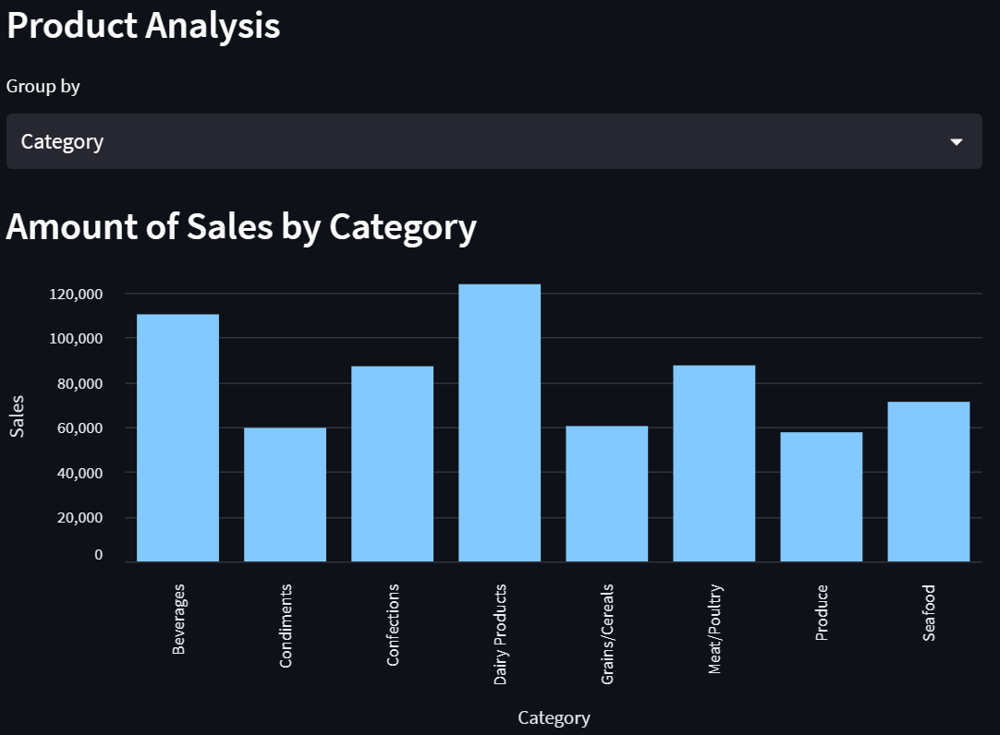 Product Analysis
Group by
Category
Amount of Sales by Category
120,000
100,000
80,000
60,000
40,000
20,000
0
Sales
Beverages
Condiments
Confections
Dairy Products
Grains/Cereals
Meat/Poultry
Produce
Seafood
Category